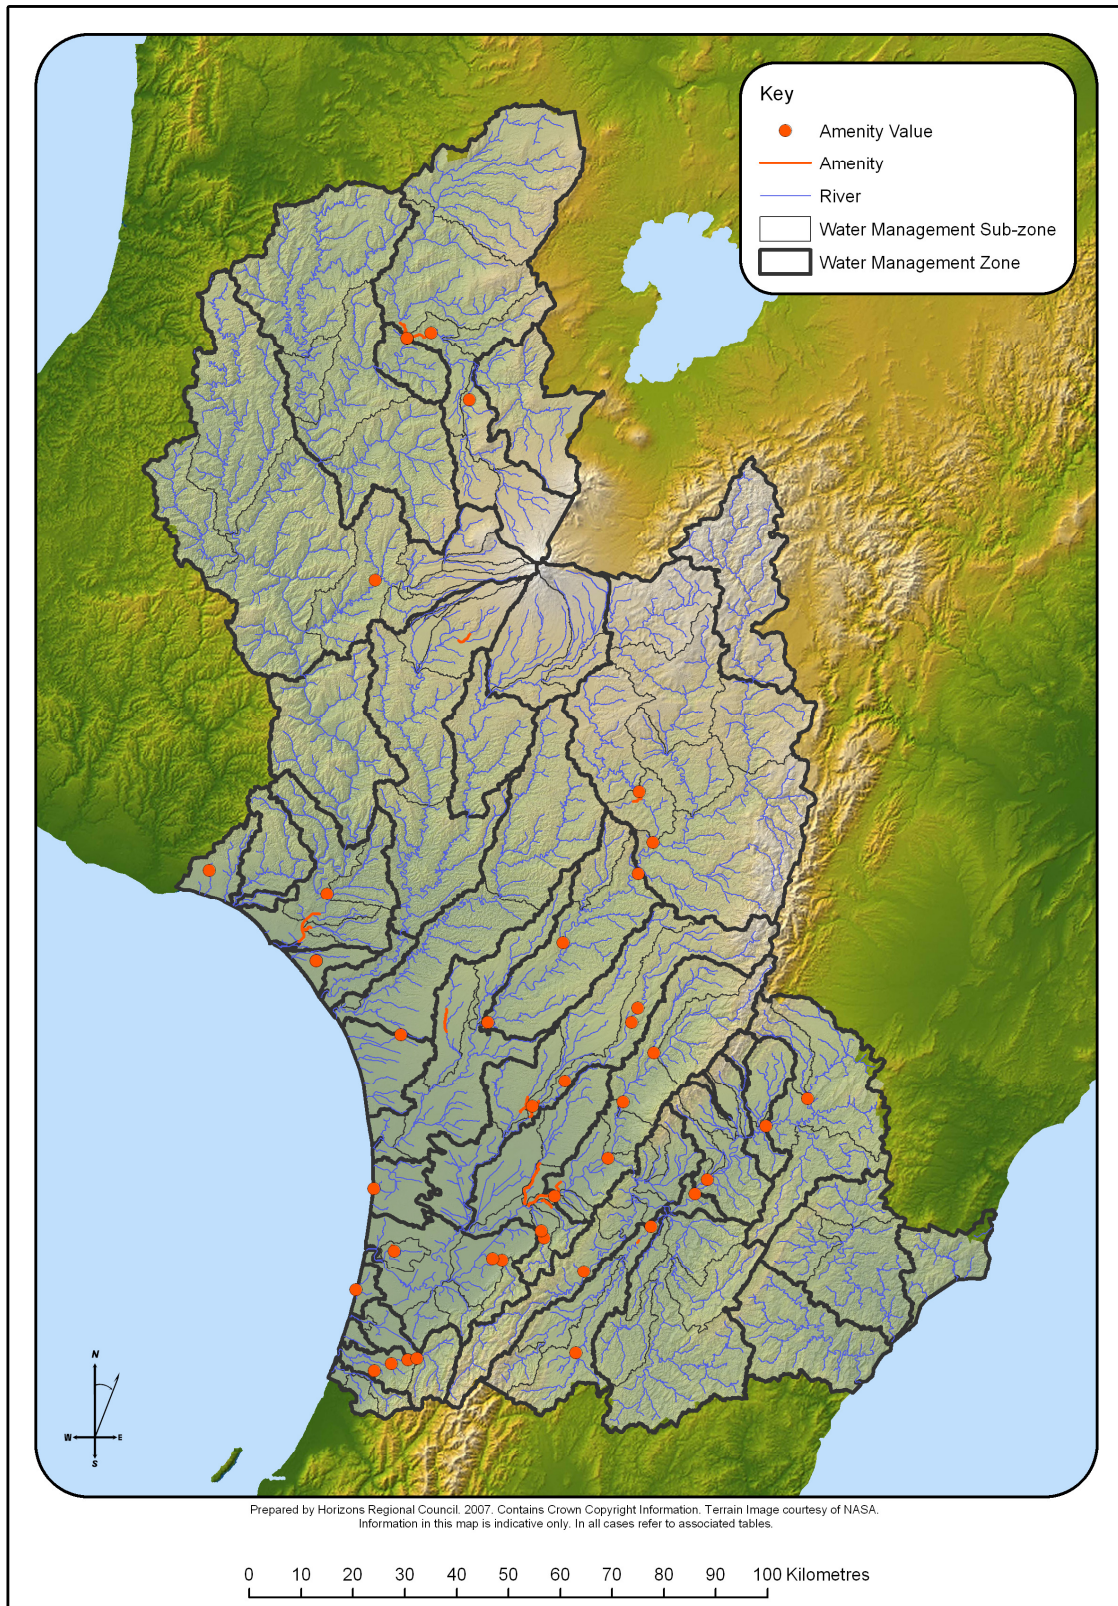 Key
Amenity Value
Amenity
River
Water Management Sub-zone
Water Management Zone
N
W
E
S
Prepared by Horizons Regional Council. 2007. Contains Crown Copyright Information. Terrain Image courtesy of NASA.
Information in this map is indicative only. In all cases refer to associated tables.
0 10 20 30 40 50 60 70 80 90 100 Kilometres